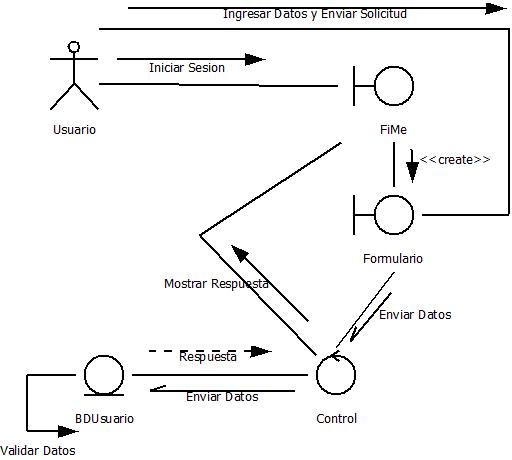 Ingresar Datos y Enviar Solicitud
Iniciar Sesion
Usuario
FiMe
<<create>>
Formulario
Mostrar Respuesta
Enviar Datos
Respuesta
Enviar Datos
BDUsuario
Control
Validar Datos